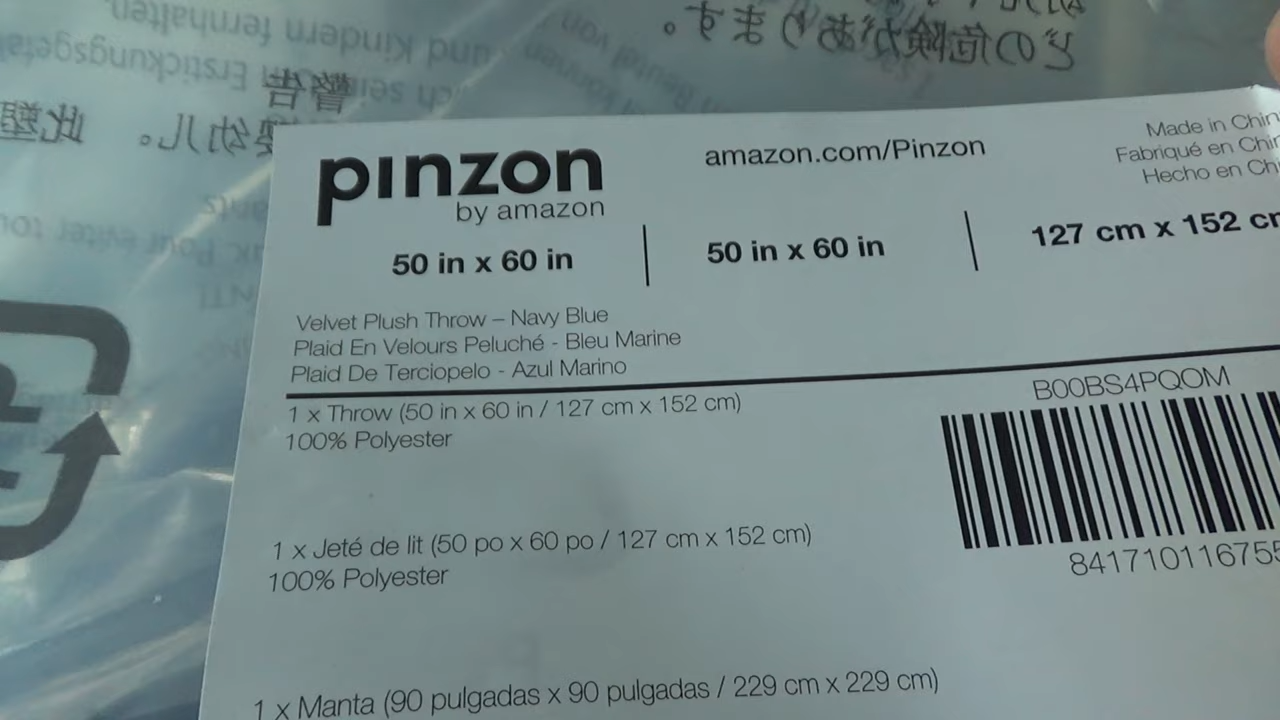 pinzon
by amazon
amazon.com/Pinzon
Made in Chin
Fabriqué en Chin
Hecho en Ch
50 in x 60 in
50 in x 60 in
127 cm x 152 cm
Velvet Plush Throw – Navy Blue
Plaid En Velours Peluché - Bleu Marine
Plaid De Terciopelo - Azul Marino
B00BS4PQOM
1 x Throw (50 in x 60 in / 127 cm x 152 cm)
100% Polyester
841710116755
1 x Jeté de lit (50 po x 60 po / 127 cm x 152 cm)
100% Polyester
1 x Manta (90 pulgadas x 90 pulgadas / 229 cm x 229 cm)
und Kindern fernhalten
警告